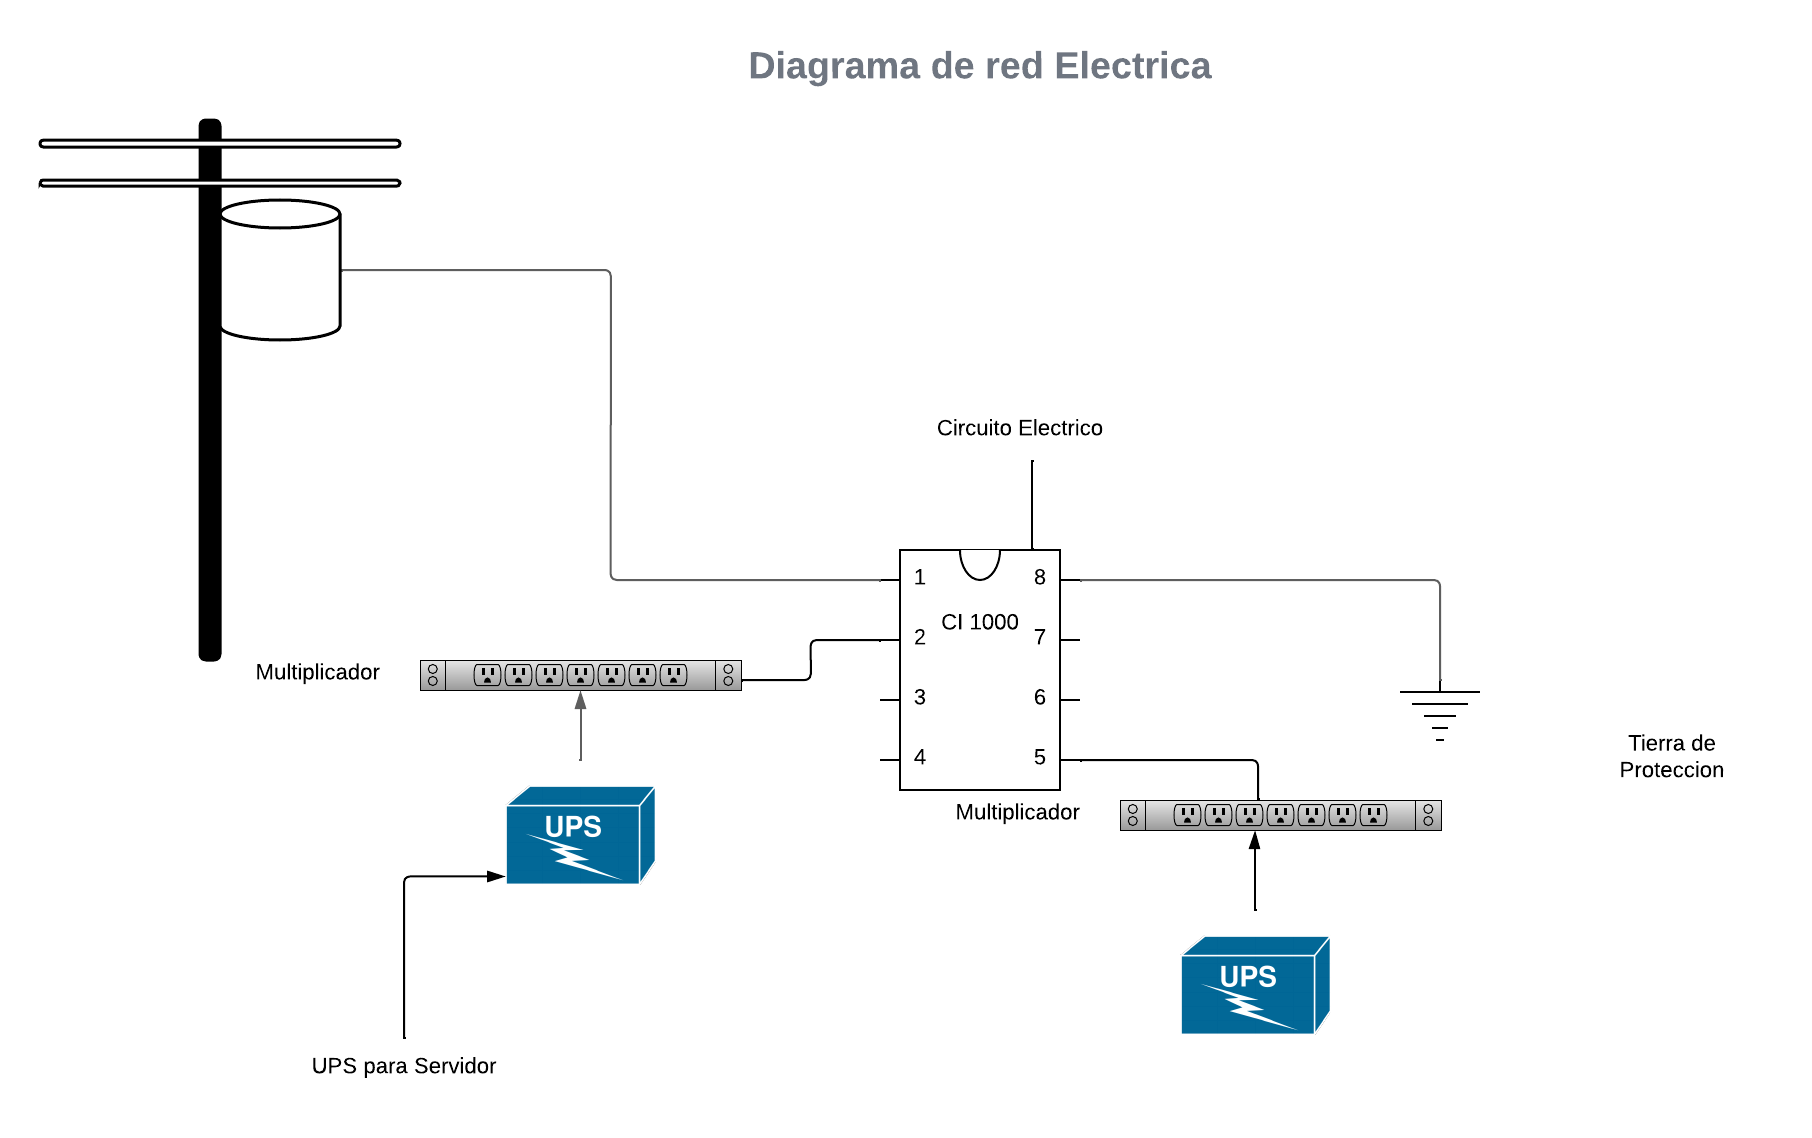 Diagrama de red Electrica
Circuito Electrico
1
8
CI 1000
2
7
Multiplicador
3
6
Tierra de
Proteccion
4
5
Multiplicador
UPS
UPS
UPS para Servidor